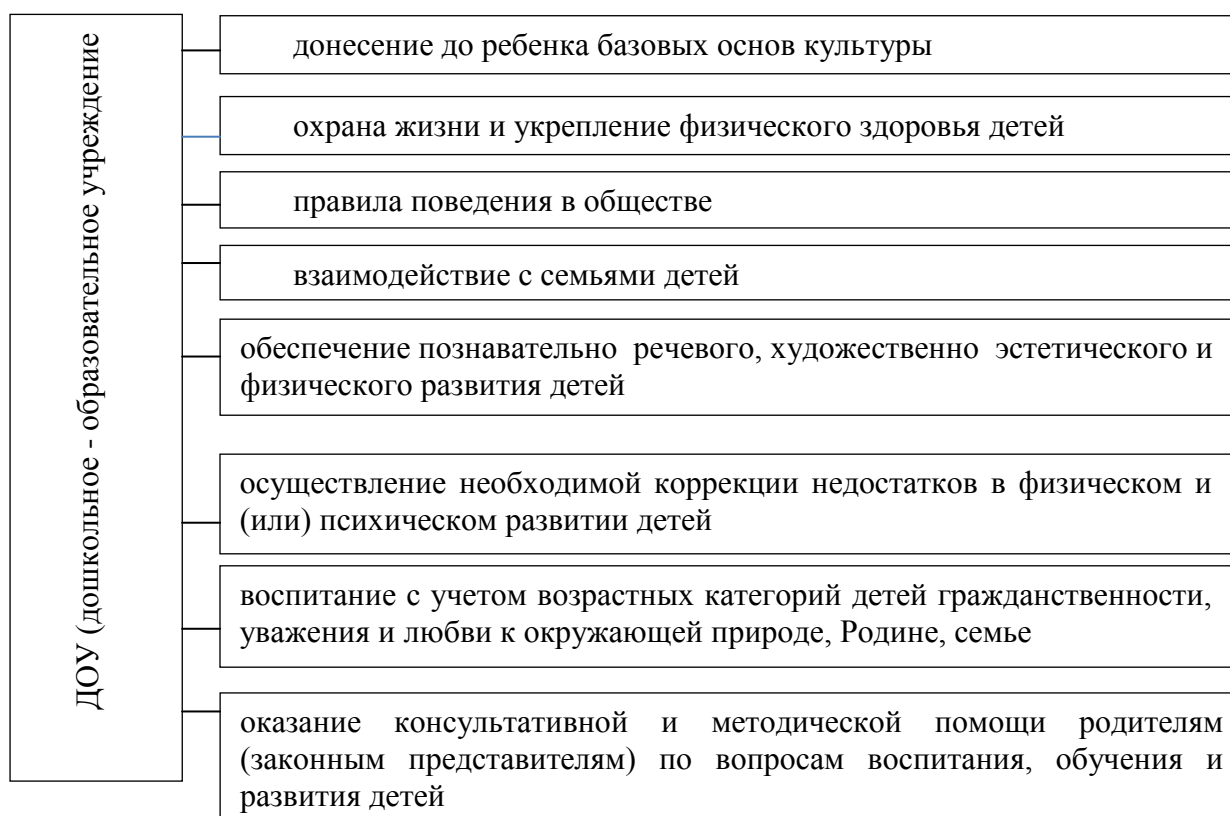 ДОУ (дошкольное - образовательное учреждение
донесение до ребенка базовых основ культуры
охрана жизни и укрепление физического здоровья детей
правила поведения в обществе
взаимодействие с семьями детей
обеспечение познавательно речевого, художественно эстетического и
физического развития детей
осуществление необходимой коррекции недостатков в физическом и
(или) психическом развитии детей
воспитание с учетом возрастных категорий детей гражданственности,
уважения и любви к окружающей природе, Родине, семье
оказание консультативной и методической помощи родителям
(законным представителям) по вопросам воспитания, обучения и
развития детей